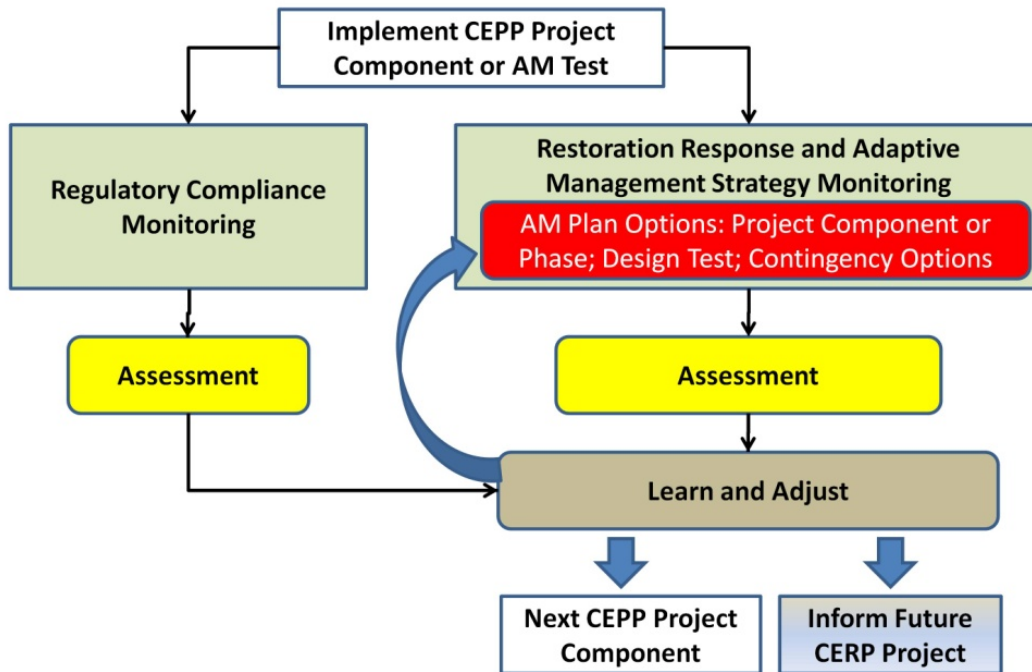 Implement CEPP Project
Component or AM Test
Regulatory Compliance
Monitoring
Restoration Response and Adaptive
Management Strategy Monitoring
AM Plan Options: Project Component or
Phase; Design Test; Contingency Options
Assessment
Assessment
Learn and Adjust
Next CEPP Project
Component
Inform Future
CERP Project